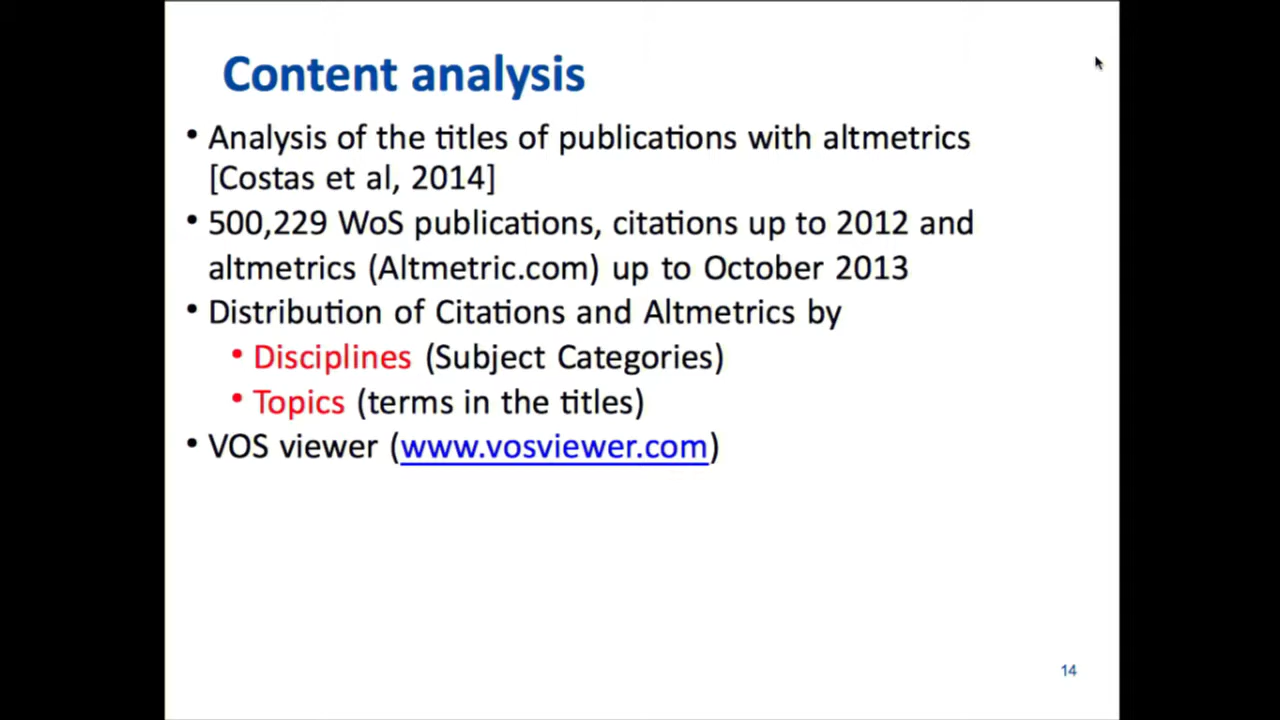 Content analysis
• Analysis of the titles of publications with altmetrics
[Costas et al, 2014]
• 500,229 WoS publications, citations up to 2012 and
altmetrics (Altmetric.com) up to October 2013
• Distribution of Citations and Altmetrics by
• Disciplines (Subject Categories)
• Topics (terms in the titles)
• VOS viewer (www.vosviewer.com)
14